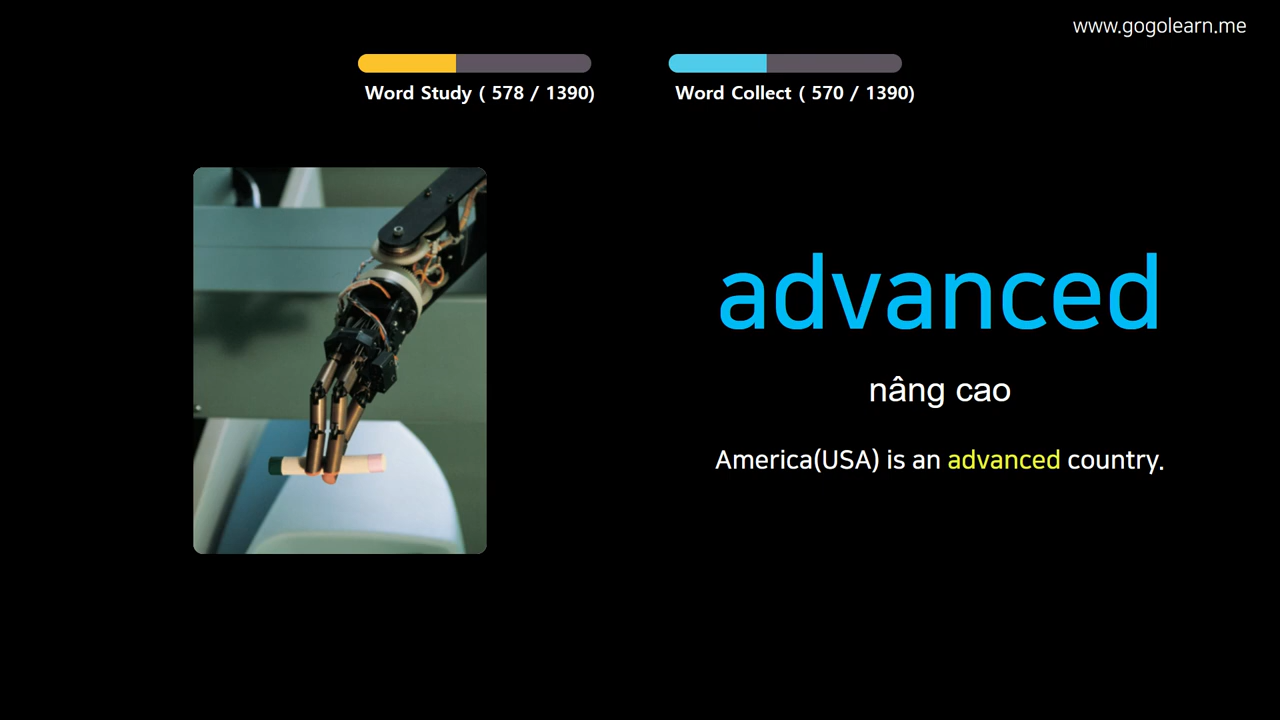 www.gogolearn.me
Word Study ( 578 / 1390)
Word Collect ( 570 / 1390)
advanced
nâng cao
America(USA) is an advanced country.